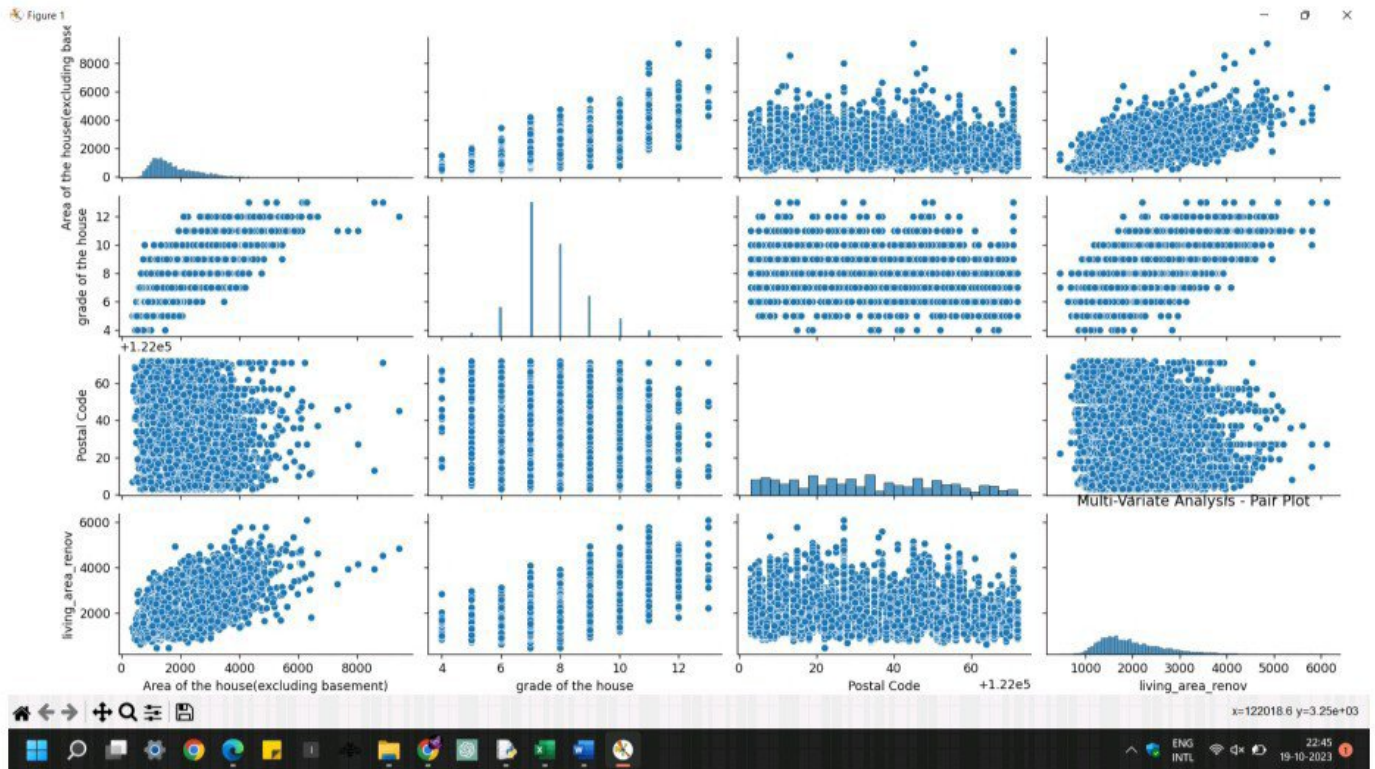 Figure 1
Area of the house(excluding base
8000
6000
4000
2000
0
grade of the house
12
10
8
6
4
+1.22e5
Postal Code
60
40
20
0
Multi-Variate Analysis - Pair Plot
living_area_renov
6000
4000
2000
0 2000 4000 6000 8000
4 6 8 10 12
0 20 40 60
1000 2000 3000 4000 5000 6000
Area of the house(excluding basement)
grade of the house
Postal Code
+1.22e5
living_area_renov
x=122018.6 y=3.25e+03
ENG
INTL
22:45
19-10-2023
1